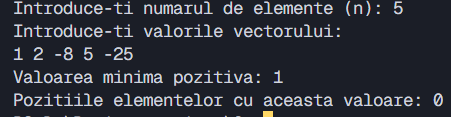 Introduce-ti numarul de elemente (n): 5
Introduce-ti valorile vectorului:
1 2 -8 5 -25
Valoarea minima pozitiva: 1
Pozitiile elementelor cu aceasta valoare: 0